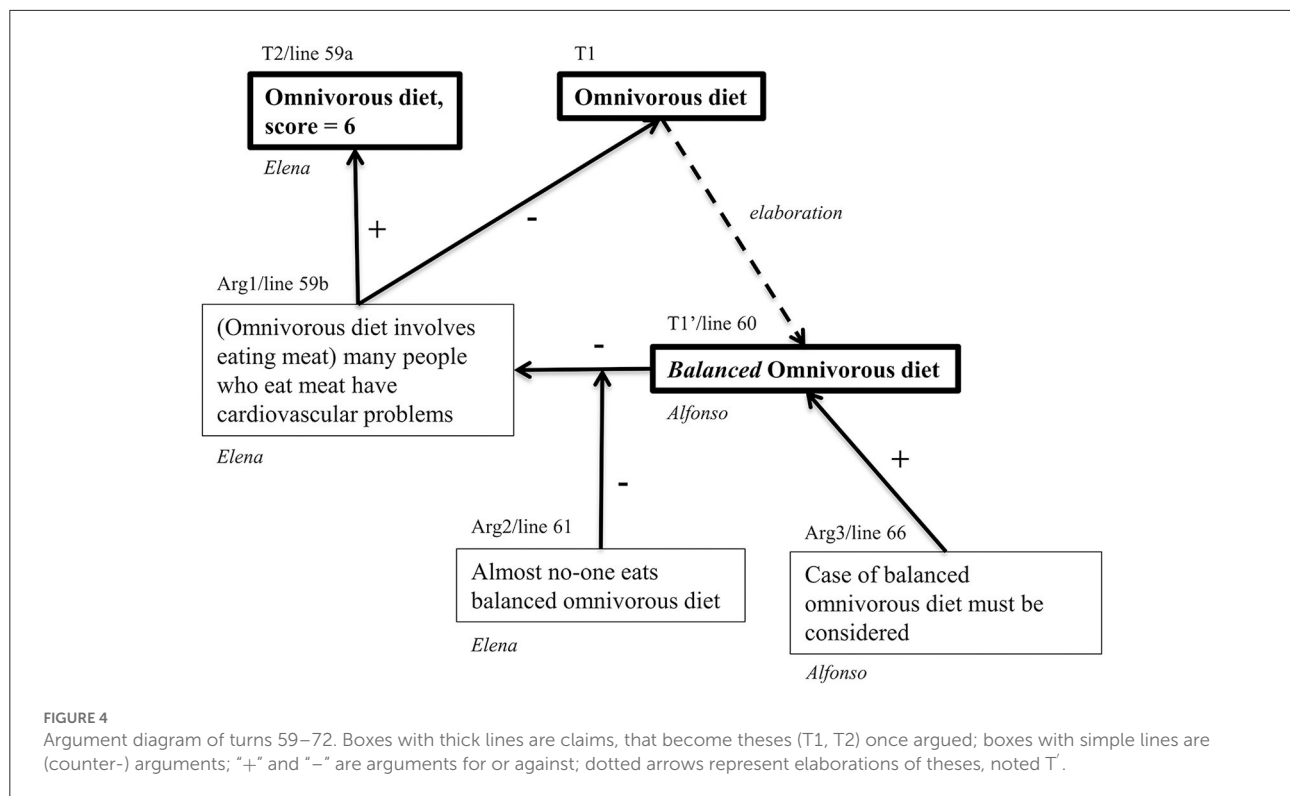 T2/line 59a
Omnivorous diet,
score = 6
Elena
T1
Omnivorous diet
+
-
elaboration
Arg1/line 59b
(Omnivorous diet involves
eating meat) many people
who eat meat have
cardiovascular problems
Elena
-
T1’/line 60
Balanced Omnivorous diet
Alfonso
-
+
Arg2/line 61
Almost no-one eats
balanced omnivorous diet
Elena
Arg3/line 66
Case of balanced
omnivorous diet must be
considered
Alfonso
FIGURE 4
Argument diagram of turns 59–72. Boxes with thick lines are claims, that become theses (T1, T2) once argued; boxes with simple lines are
(counter-) arguments; “+” and “–” are arguments for or against; dotted arrows represent elaborations of theses, noted T′.